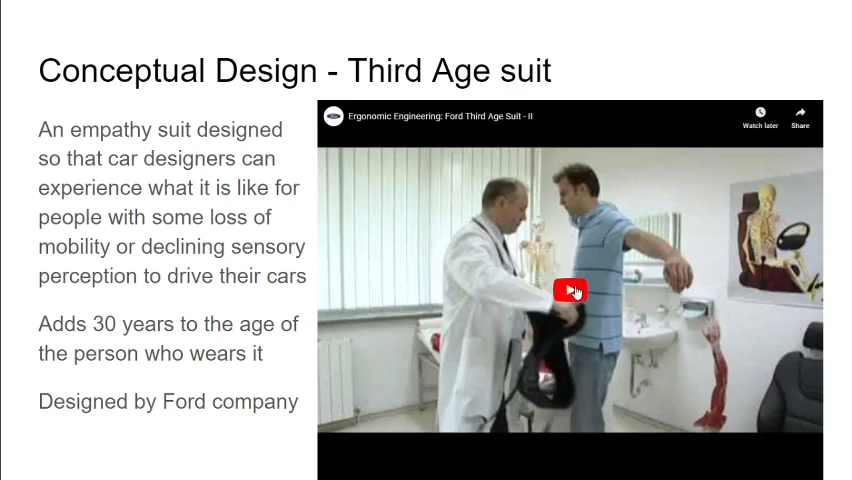 Conceptual Design - Third Age suit
An empathy suit designed
so that car designers can
experience what it is like for
people with some loss of
mobility or declining sensory
perception to drive their cars
Adds 30 years to the age of
the person who wears it
Designed by Ford company
Ergonomic Engineering: Ford Third Age Suit - II
Watch later
Share